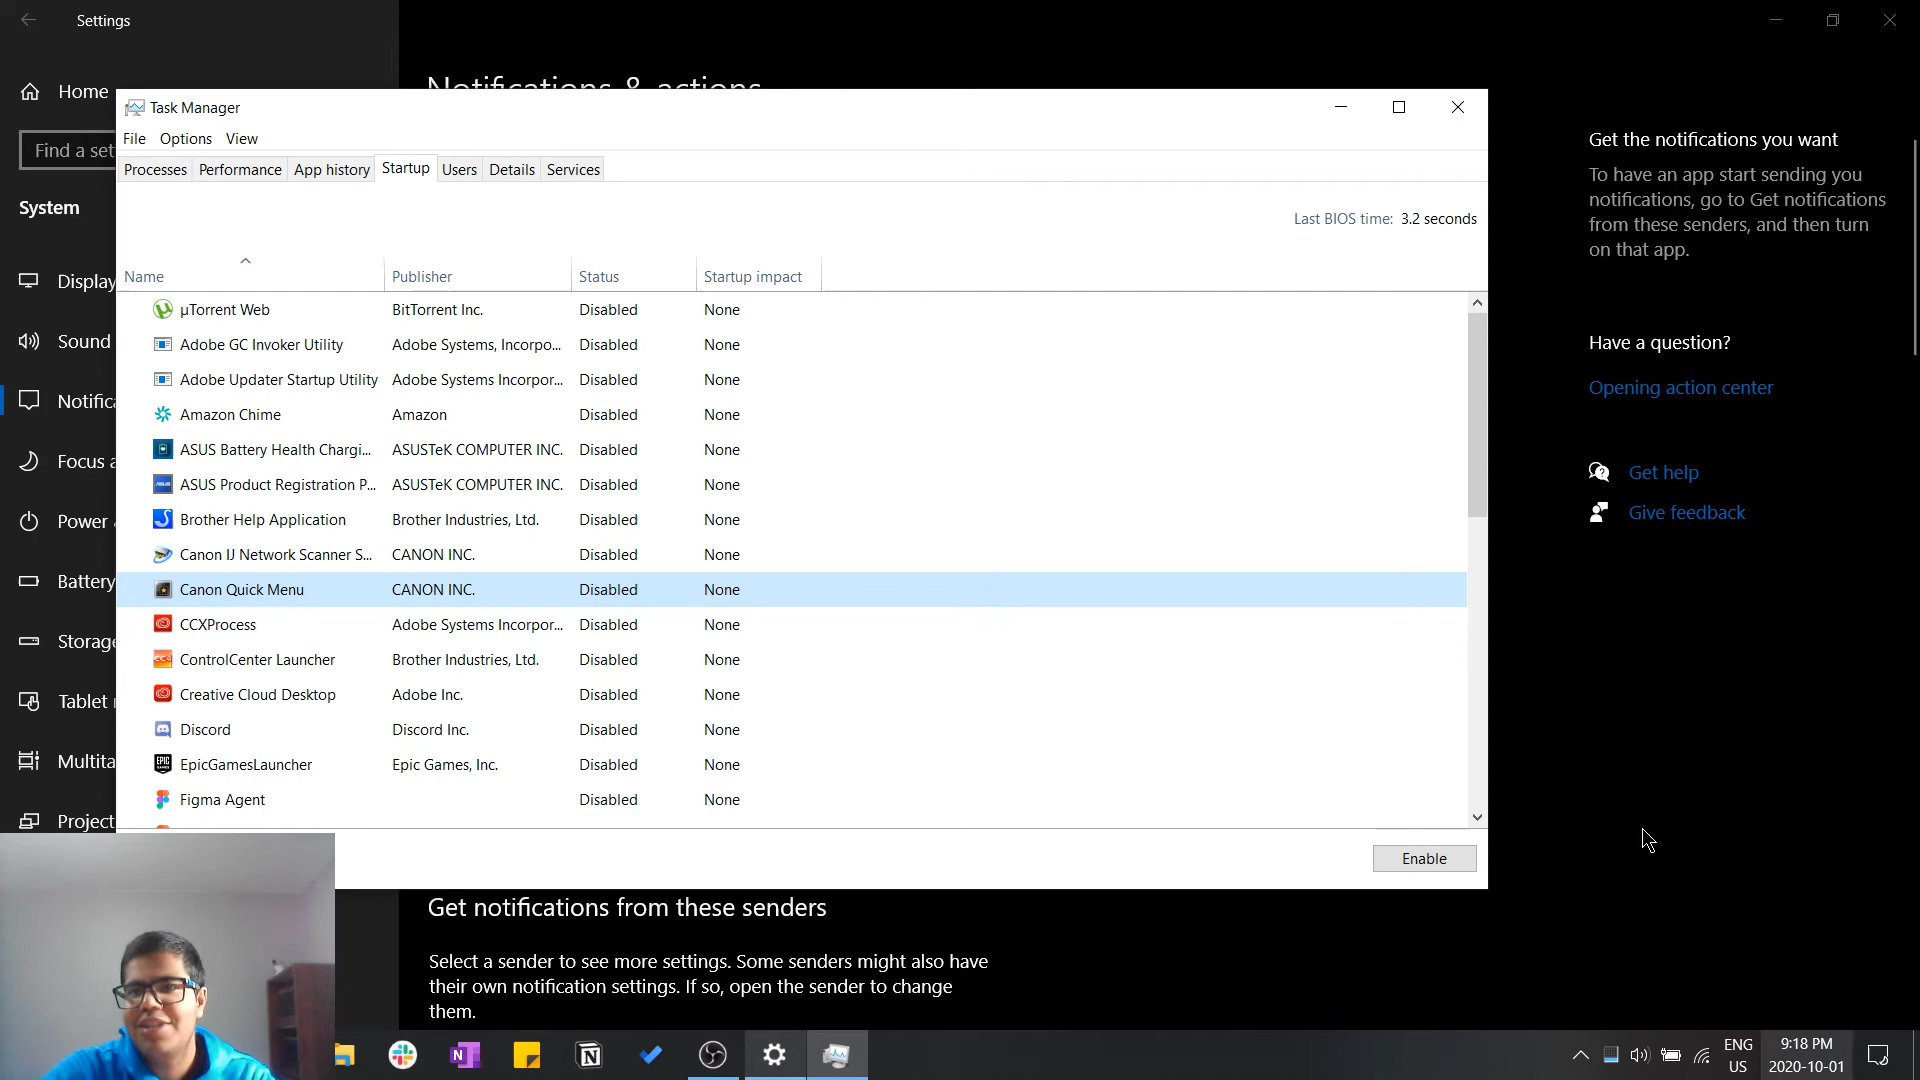 Settings
Notifications & actions
Home
Find a set
System
Display
Sound
Notifica
Focus a
Power
Battery
Storage
Tablet
Multita
Project
Task Manager
File Options View
Processes Performance App history Startup Users Details Services
Last BIOS time: 3.2 seconds
Name Publisher Status Startup impact
µTorrent Web BitTorrent Inc. Disabled None
Adobe GC Invoker Utility Adobe Systems, Incorpo... Disabled None
Adobe Updater Startup Utility Adobe Systems Incorpor... Disabled None
Amazon Chime Amazon Disabled None
ASUS Battery Health Chargi... ASUSTeK COMPUTER INC. Disabled None
ASUS Product Registration P... ASUSTeK COMPUTER INC. Disabled None
Brother Help Application Brother Industries, Ltd. Disabled None
Canon IJ Network Scanner S... CANON INC. Disabled None
Canon Quick Menu CANON INC. Disabled None
CCXProcess Adobe Systems Incorpor... Disabled None
ControlCenter Launcher Brother Industries, Ltd. Disabled None
Creative Cloud Desktop Adobe Inc. Disabled None
Discord Discord Inc. Disabled None
EpicGamesLauncher Epic Games, Inc. Disabled None
Figma Agent Disabled None
Enable
Get the notifications you want
To have an app start sending you
notifications, go to Get notifications
from these senders, and then turn
on that app.
Have a question?
Opening action center
Get help
Give feedback
Get notifications from these senders
Select a sender to see more settings. Some senders might also have
their own notification settings. If so, open the sender to change
them.
ENG
US
9:18 PM
2020-10-01